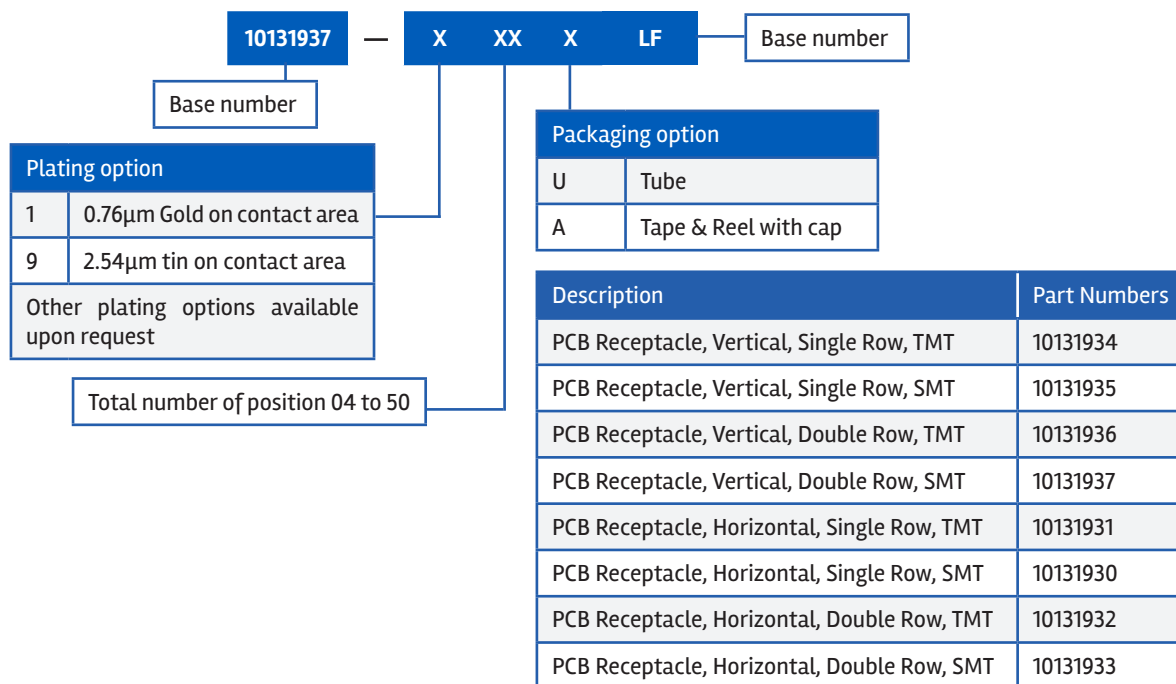 10131937 — X XX X LF
Base number
Base number
Plating option
1 0.76µm Gold on contact area
9 2.54µm tin on contact area
Other plating options available
upon request
Total number of position 04 to 50
Packaging option
U Tube
A Tape & Reel with cap
Description Part Numbers
PCB Receptacle, Vertical, Single Row, TMT 10131934
PCB Receptacle, Vertical, Single Row, SMT 10131935
PCB Receptacle, Vertical, Double Row, TMT 10131936
PCB Receptacle, Vertical, Double Row, SMT 10131937
PCB Receptacle, Horizontal, Single Row, TMT 10131931
PCB Receptacle, Horizontal, Single Row, SMT 10131930
PCB Receptacle, Horizontal, Double Row, TMT 10131932
PCB Receptacle, Horizontal, Double Row, SMT 10131933